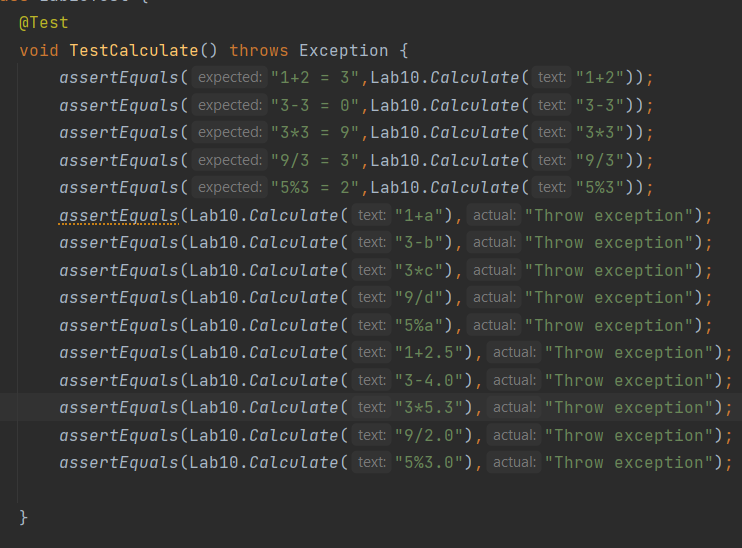 @Test
void TestCalculate() throws Exception {
assertEquals( expected: "1+2 = 3",Lab10.Calculate( text: "1+2"));
assertEquals( expected: "3-3 = 0",Lab10.Calculate( text: "3-3"));
assertEquals( expected: "3*3 = 9",Lab10.Calculate( text: "3*3"));
assertEquals( expected: "9/3 = 3",Lab10.Calculate( text: "9/3"));
assertEquals( expected: "5%3 = 2",Lab10.Calculate( text: "5%3"));
assertEquals(Lab10.Calculate( text: "1+a"), actual: "Throw exception");
assertEquals(Lab10.Calculate( text: "3-b"), actual: "Throw exception");
assertEquals(Lab10.Calculate( text: "3*c"), actual: "Throw exception");
assertEquals(Lab10.Calculate( text: "9/d"), actual: "Throw exception");
assertEquals(Lab10.Calculate( text: "5%a"), actual: "Throw exception");
assertEquals(Lab10.Calculate( text: "1+2.5"), actual: "Throw exception");
assertEquals(Lab10.Calculate( text: "3-4.0"), actual: "Throw exception");
assertEquals(Lab10.Calculate( text: "3*5.3"), actual: "Throw exception");
assertEquals(Lab10.Calculate( text: "9/2.0"), actual: "Throw exception");
assertEquals(Lab10.Calculate( text: "5%3.0"), actual: "Throw exception");
}